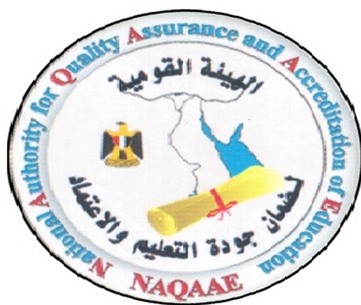 National Authority for Quality Assurance and Accreditation of Education
الهيئة القومية
لضمان جودة التعليم والاعتماد
NAQAAE